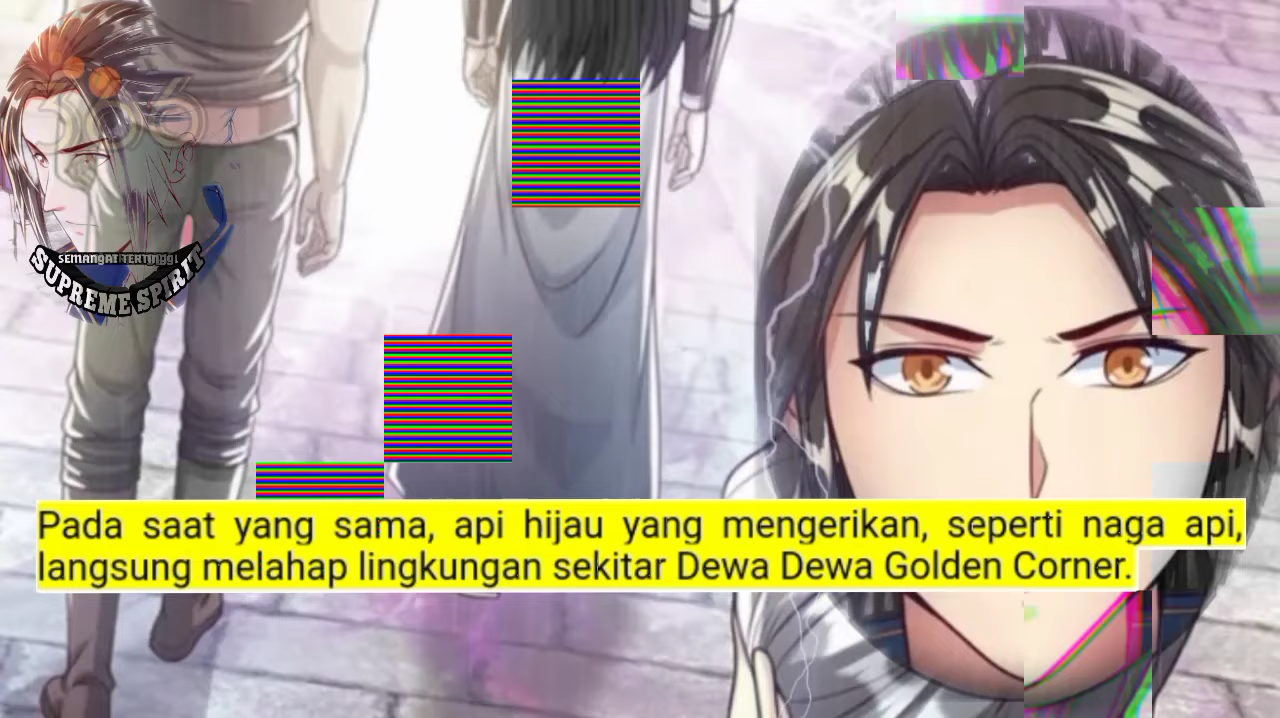 SEMANGAT TERTINGGI
SUPREME SPIRIT
Pada saat yang sama, api hijau yang mengerikan, seperti naga api,
langsung melahap lingkungan sekitar Dewa Dewa Golden Corner.